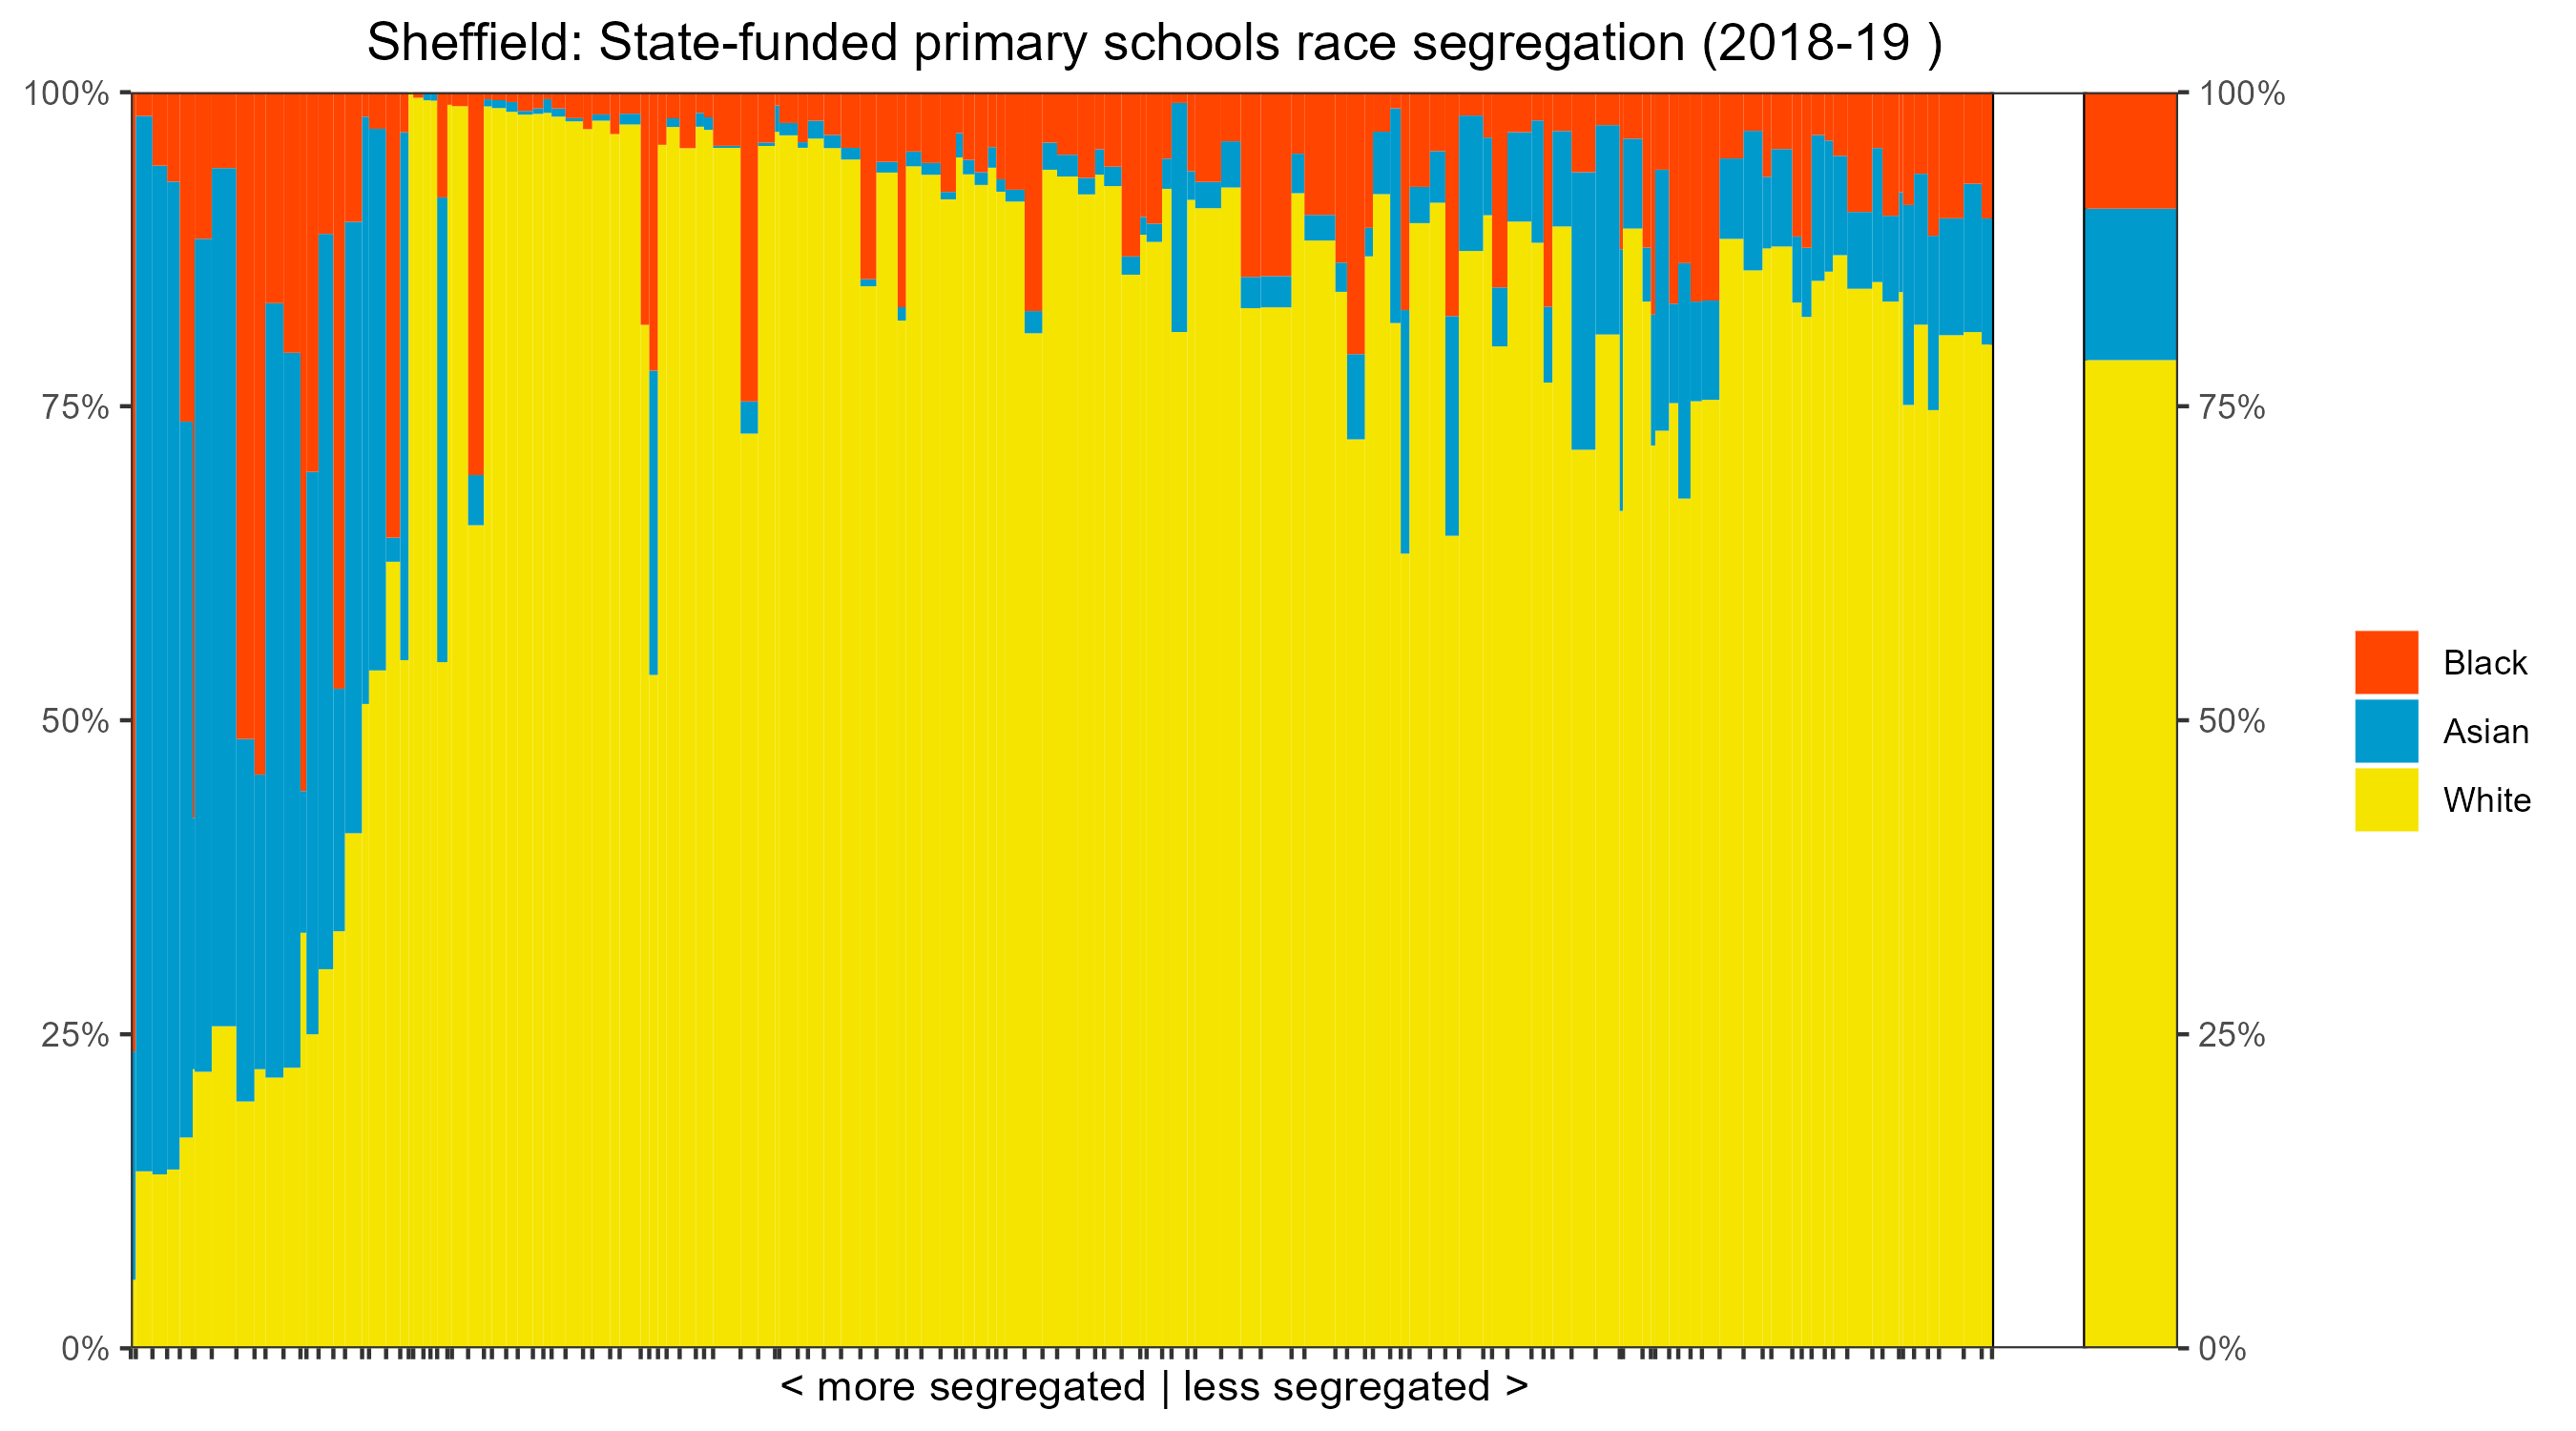 Sheffield: State-funded primary schools race segregation (2018-19 )
100%
75%
50%
25%
0%
100%
75%
50%
25%
0%
Black
Asian
White
< more segregated | less segregated >